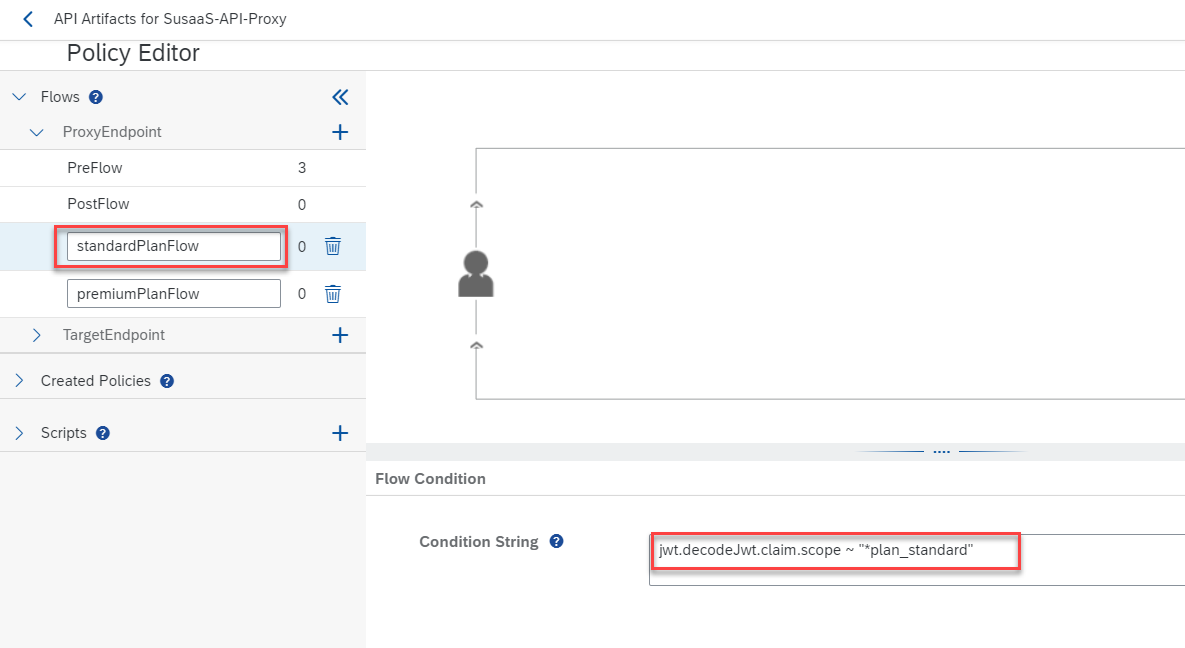 API Artifacts for SusaaS-API-Proxy
Policy Editor
Flows ?
ProxyEndpoint
PreFlow 3
PostFlow 0
standardPlanFlow 0
premiumPlanFlow 0
TargetEndpoint
Created Policies ?
Scripts ?
Flow Condition
Condition String ?
jwt.decodeJwt.claim.scope ~ "*plan_standard"